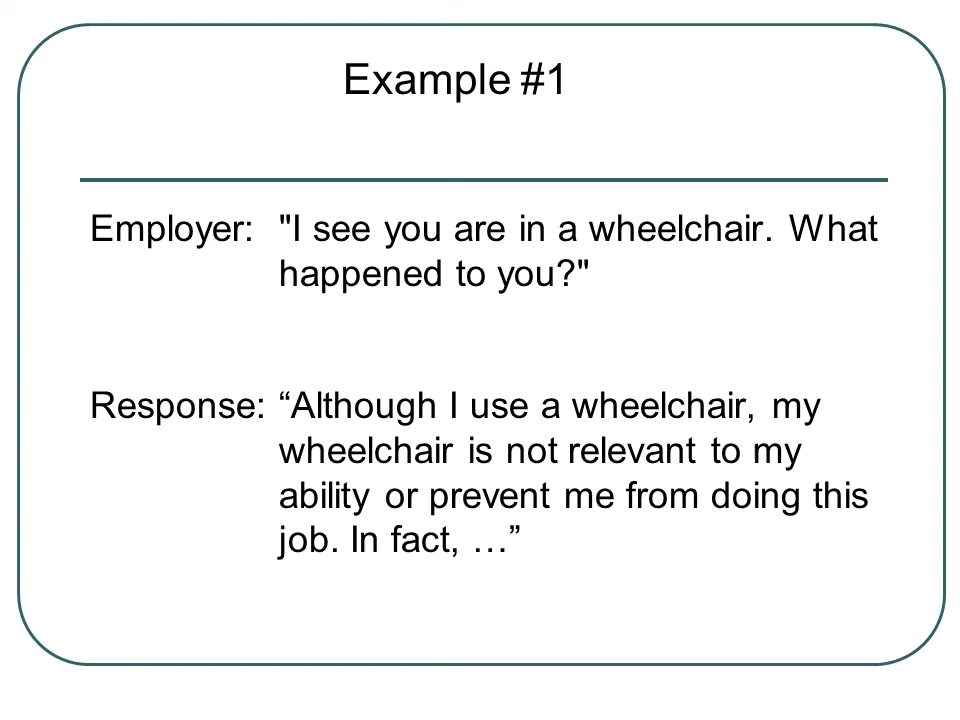 Example #1
Employer: "I see you are in a wheelchair. What
happened to you?"
Response: “Although I use a wheelchair, my
wheelchair is not relevant to my
ability or prevent me from doing this
job. In fact, …”